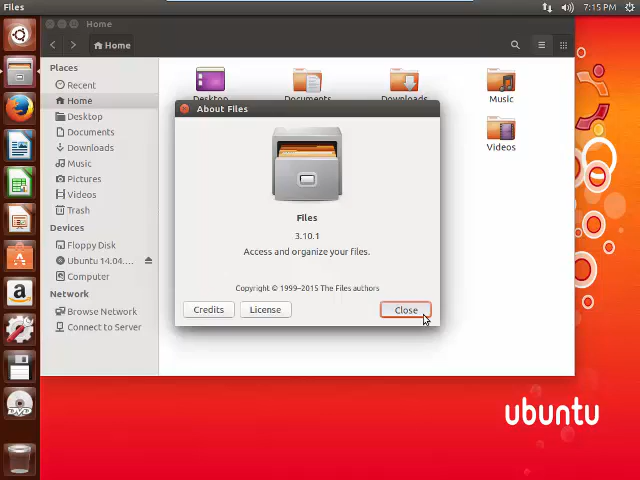 Files
7:15 PM
Home
Home
Places
Recent
Home
Desktop
Documents
Downloads
Music
Pictures
Videos
Trash
Devices
Floppy Disk
Ubuntu 14.04....
Computer
Network
Browse Network
Connect to Server
Desktop
Documents
Downloads
Music
Videos
About Files
Files
3.10.1
Access and organize your files.
Copyright © 1999–2015 The Files authors
Credits
License
Close
ubuntu
a
DVD